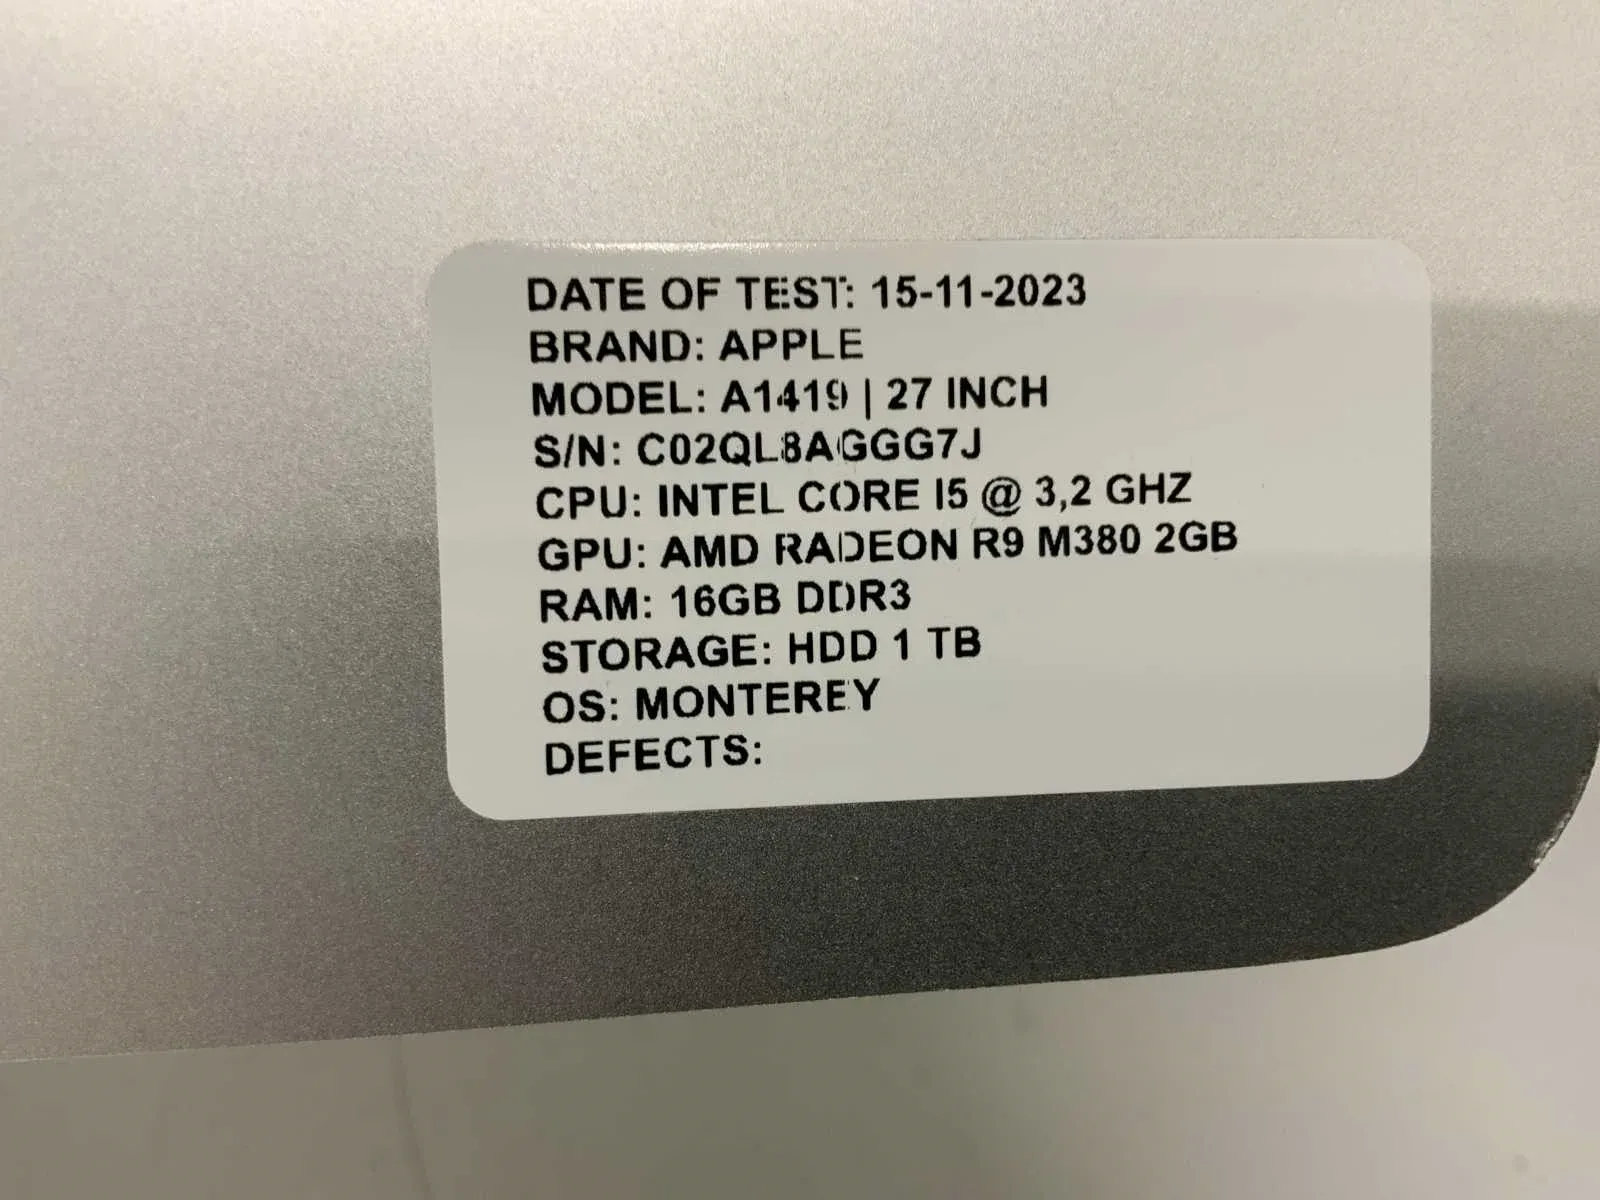 DATE OF TEST: 15-11-2023
BRAND: APPLE
MODEL: A1419 | 27 INCH
S/N: C02QL8AGGG7J
CPU: INTEL CORE I5 @ 3,2 GHZ
GPU: AMD RADEON R9 M380 2GB
RAM: 16GB DDR3
STORAGE: HDD 1 TB
OS: MONTEREY
DEFECTS: